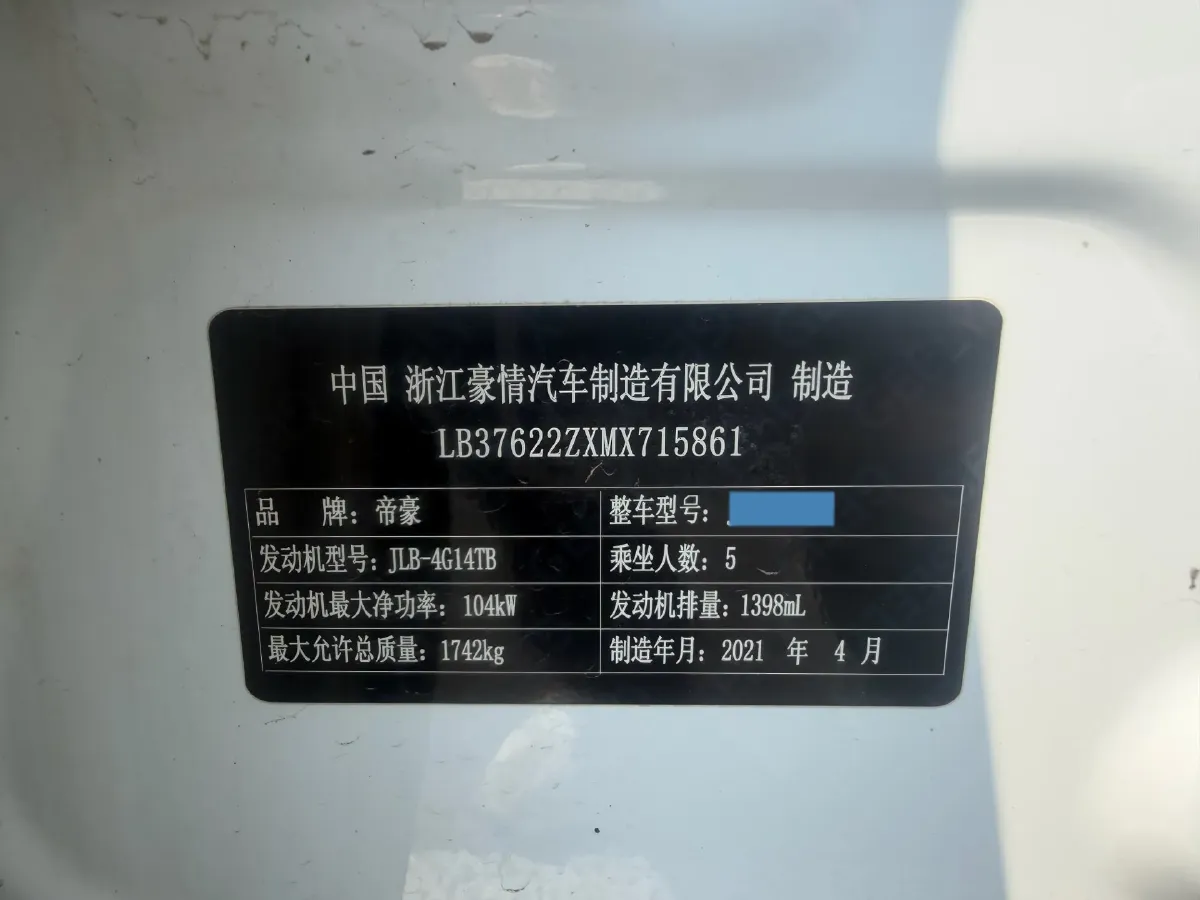 中国 浙江豪情汽车制造有限公司 制造
LB37622ZXMX715861
品 牌：帝豪 整车型号：
发动机型号：JLB-4G14TB 乘坐人数：5
发动机最大净功率：104kW 发动机排量：1398mL
最大允许总质量：1742kg 制造年月：2021 年 4 月